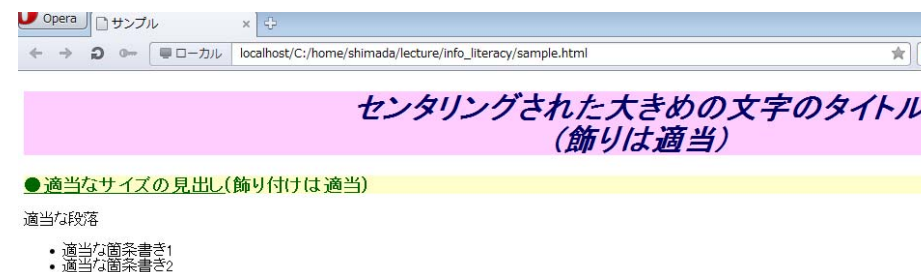 Opera
サンプル
ローカル
localhost/C:/home/shimada/lecture/info_literacy/sample.html
センタリングされた大きめの文字のタイトル
(飾りは適当)
●適当なサイズの見出し(飾り付けは適当)
適当な段落
• 適当な箇条書き1
• 適当な箇条書き2